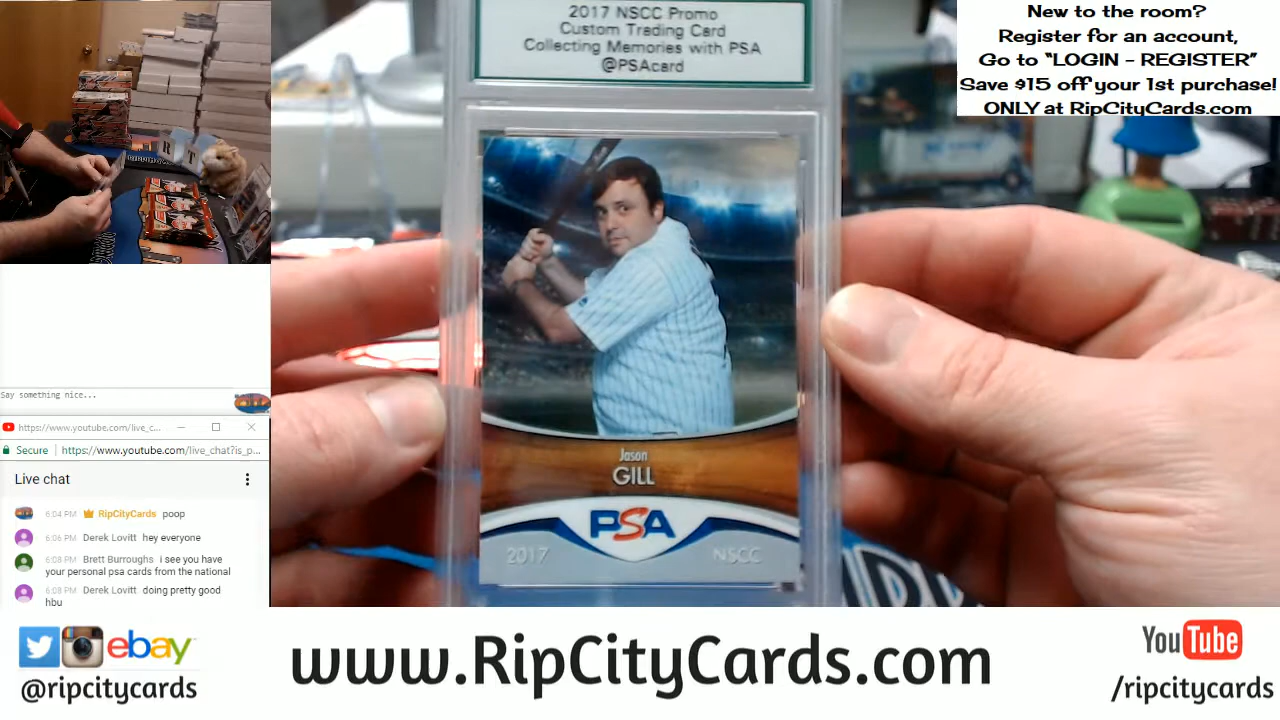 2017 NSCC Promo
Custom Trading Card
Collecting Memories with PSA
@PSAcard
New to the room?
Register for an account,
Go to “LOGIN - REGISTER”
Save $15 off your 1st purchase!
ONLY at RipCityCards.com
R T
Jason
GILL
PSA
2017 NSCC
Say something nice...
https://www.youtube.com/live_c...
Secure https://www.youtube.com/live_chat?is_p...
Live chat
6:04 PM RipCityCards poop
6:06 PM Derek Lovitt hey everyone
6:08 PM Brett Burroughs i see you have
your personal psa cards from the national
6:08 PM Derek Lovitt doing pretty good
hbu
ebay
@ripcitycards
www.RipCityCards.com
YouTube
/ripcitycards